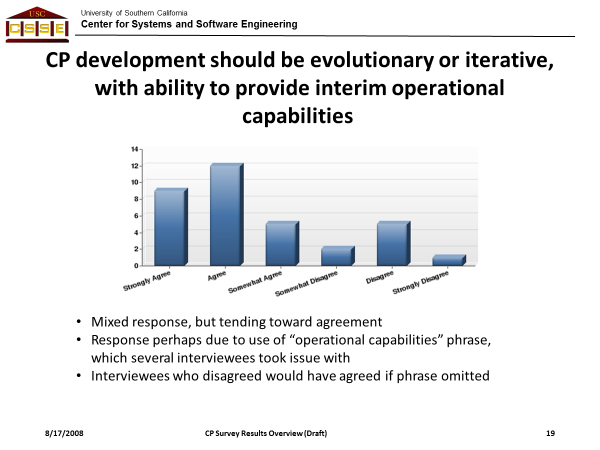 USC
CSSE
University of Southern California
Center for Systems and Software Engineering
CP development should be evolutionary or iterative,
with ability to provide interim operational
capabilities
14
12
10
8
6
4
2
0
Strongly Agree
Agree
Somewhat Agree
Somewhat Disagree
Disagree
Strongly Disagree
• Mixed response, but tending toward agreement
• Response perhaps due to use of “operational capabilities” phrase,
which several interviewees took issue with
• Interviewees who disagreed would have agreed if phrase omitted
8/17/2008 CP Survey Results Overview (Draft) 19